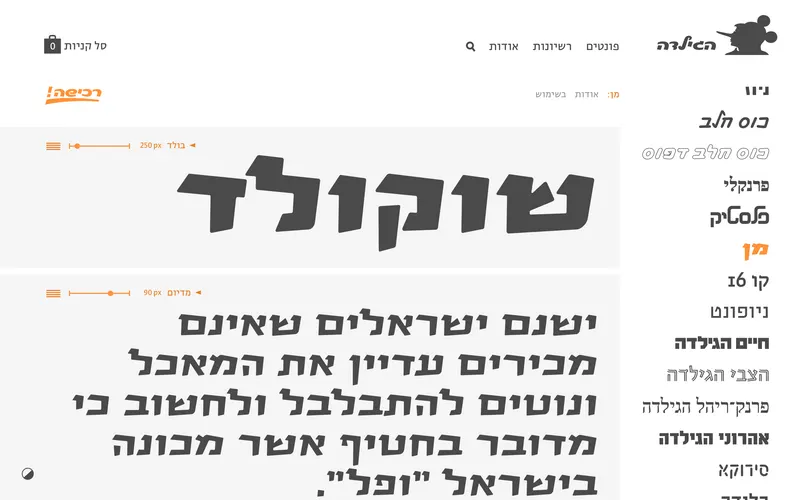 הגילדה
פונטים
רשיונות
אודות
סל קניות
0
מן:
אודות
בשימוש
רכישה!
בולד
250 px
שוקולד
מדיום
90 px
ישנם ישראלים שאינם
מכירים עדיין את המאכל
ונוטים להתבלבל ולחשוב כי
מדובר בחטיף אשר מכונה
בישראל ״ופל״.
כוס חלב
כוס חלב דפוס
פרנקלי
פלסטיק
מן
קו 16
ניופונט
חיים הגילדה
הצבי הגילדה
פרנק־ריהל הגילדה
אהרוני הגילדה
סידוקא